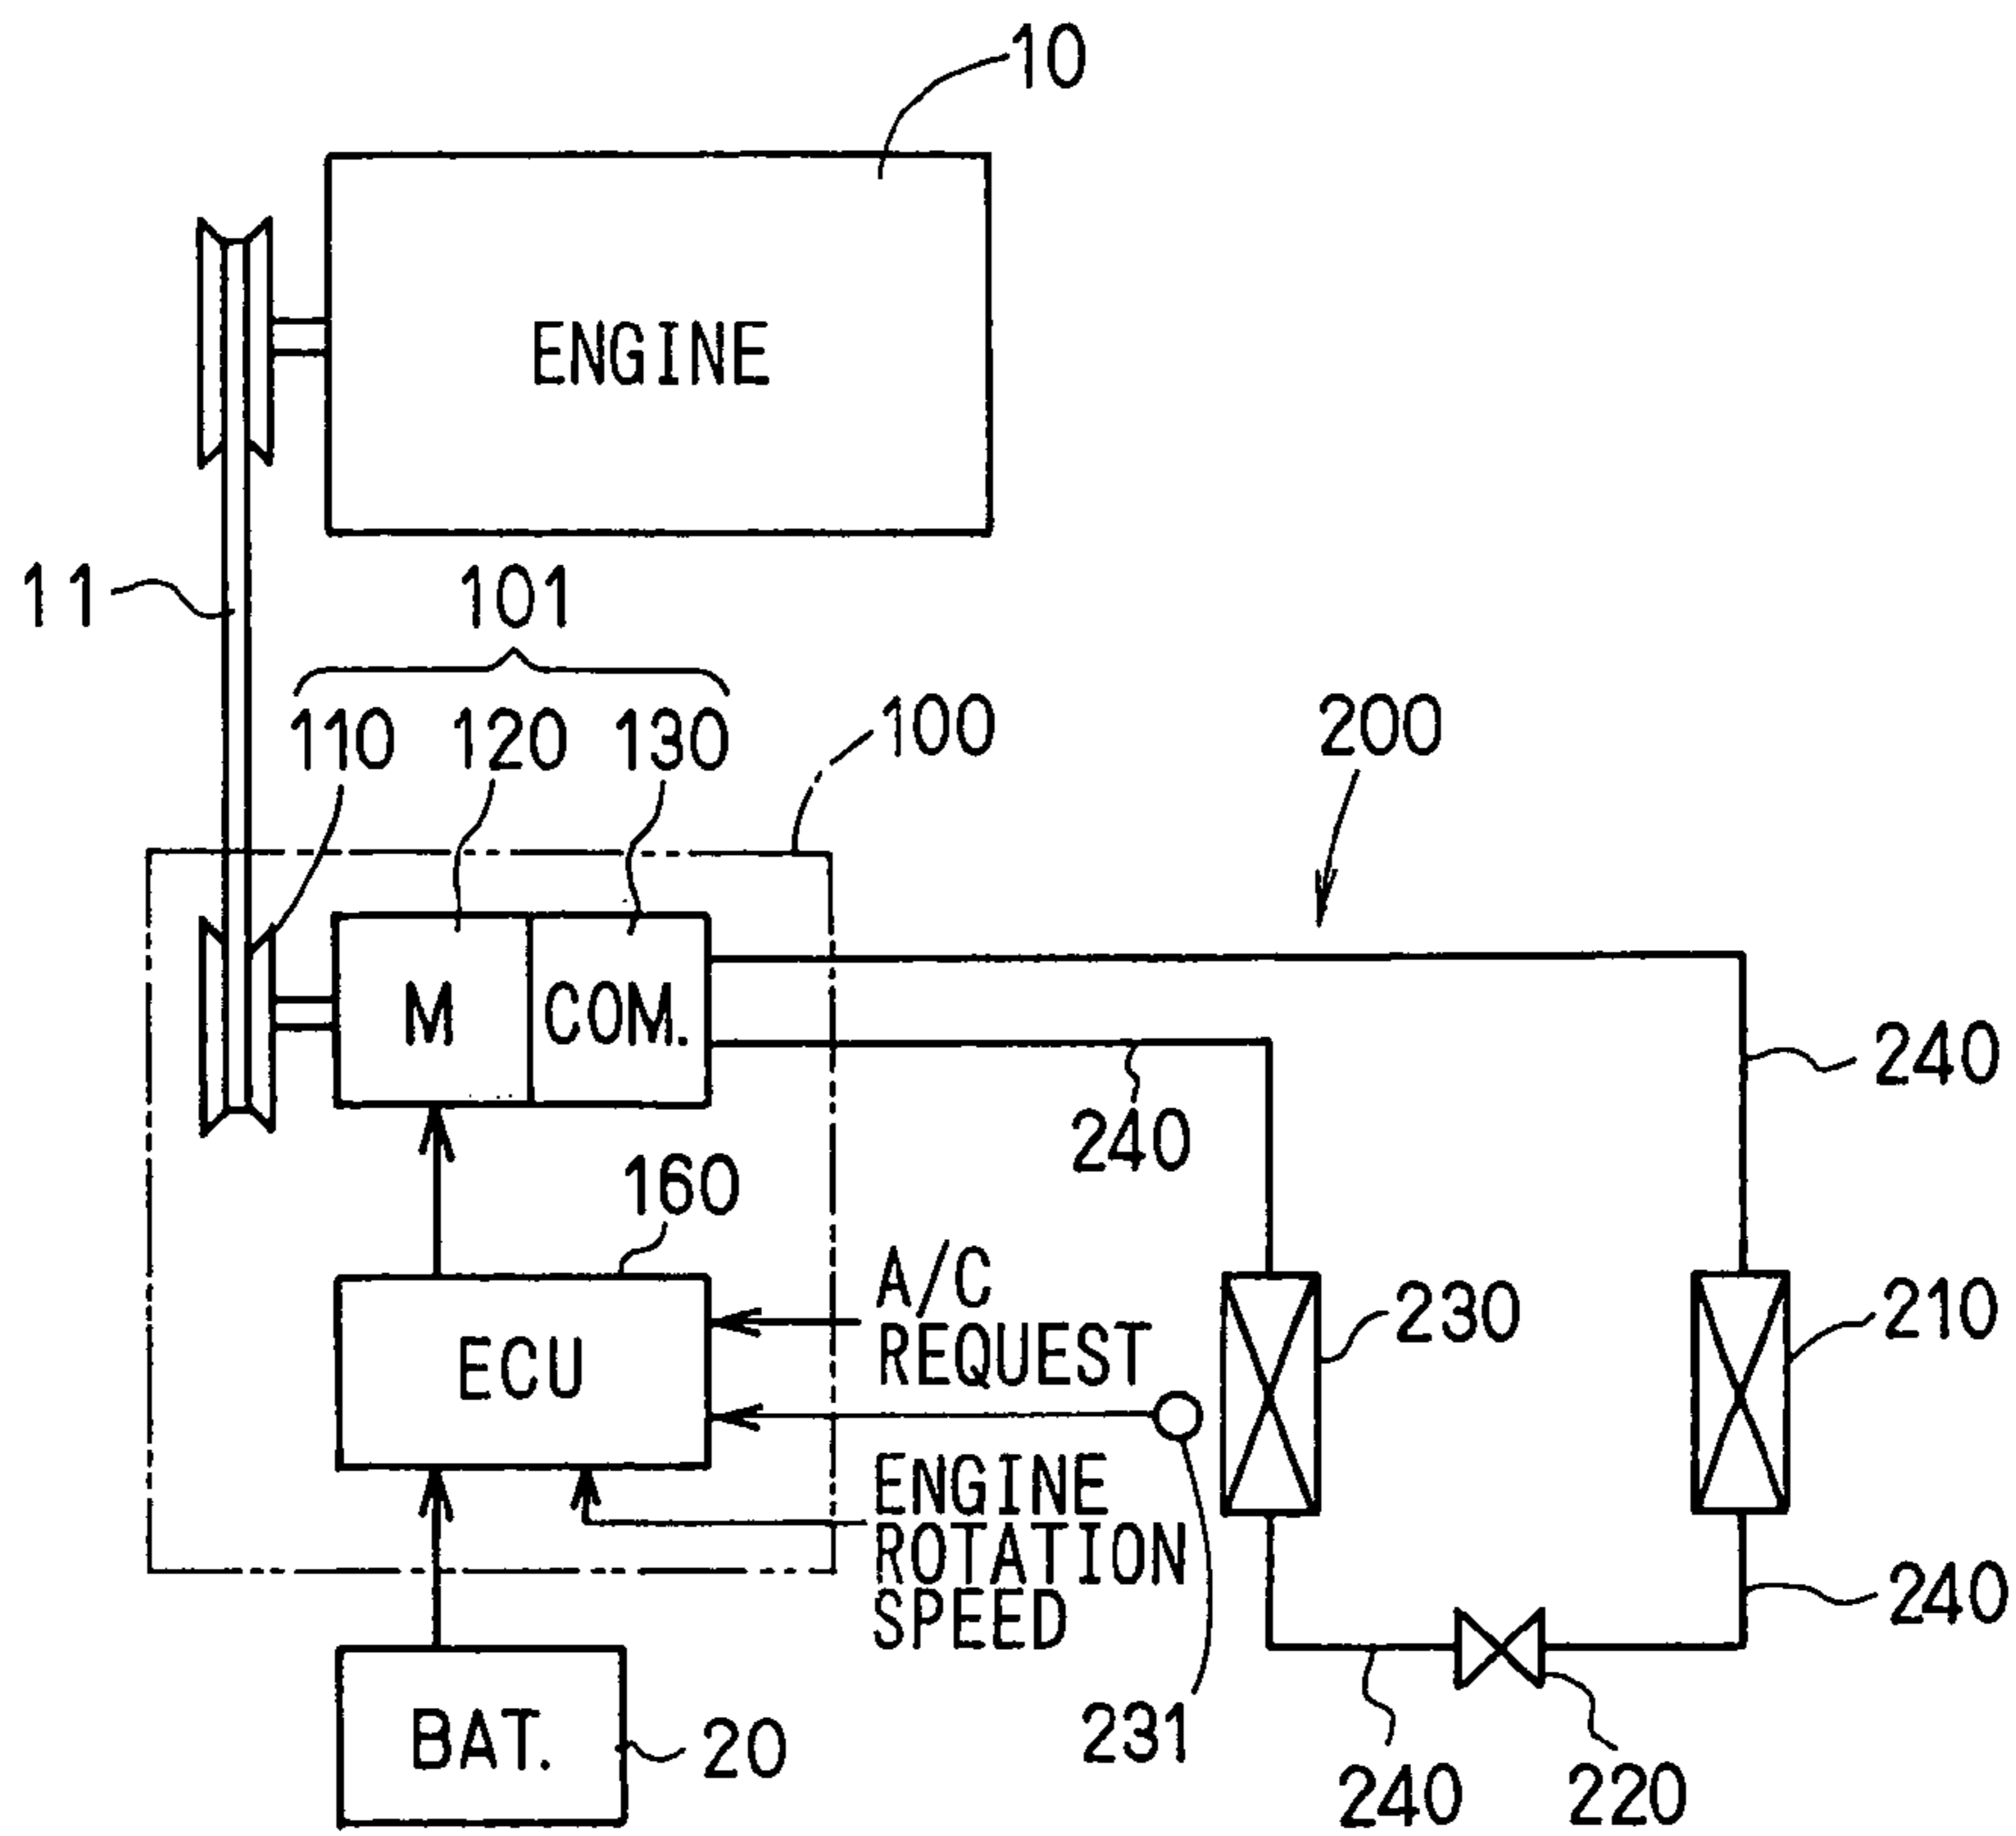 10
ENGINE
11
101
110 120 130
100
200
M
COM.
240
240
160
A/C
REQUEST
230
210
ECU
ENGINE
ROTATION
SPEED
240
BAT.
20
231
240
220